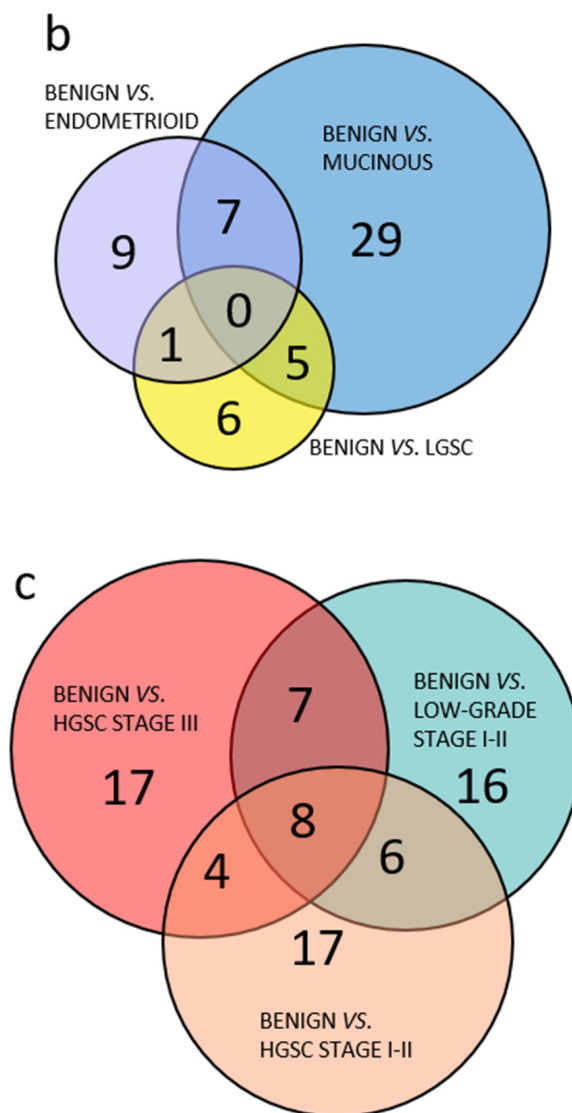 b
BENIGN VS.
ENDOMETRIOID
BENIGN VS.
MUCINOUS
9
7
29
0
1
5
6
BENIGN VS. LGSC
c
BENIGN VS.
HGSC STAGE III
7
BENIGN VS.
LOW-GRADE
STAGE I-II
17
16
8
4
6
17
BENIGN VS.
HGSC STAGE I-II